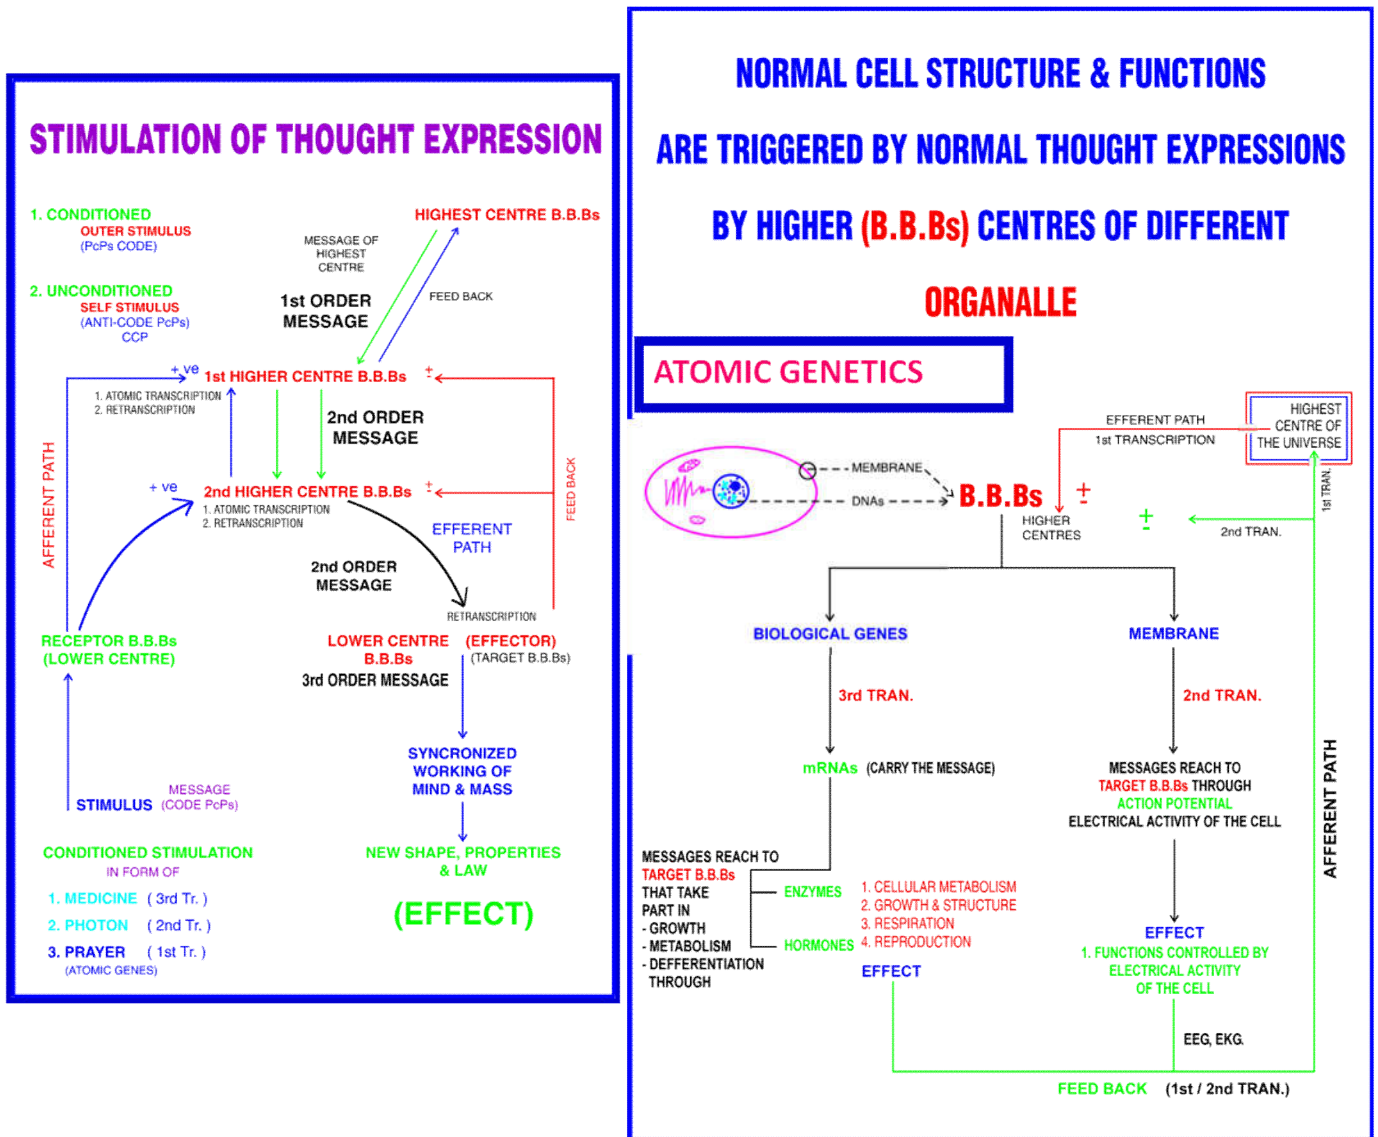 STIMULATION OF THOUGHT EXPRESSION
1. CONDITIONED
OUTER STIMULUS
(PcPs CODE)
2. UNCONDITIONED
SELF STIMULUS
(ANTI-CODE PcPs)
CCP
HIGHEST CENTRE B.B.Bs
MESSAGE OF
HIGHEST
CENTRE
FEED BACK
1st ORDER
MESSAGE
+ ve
1st HIGHER CENTRE B.B.Bs
±
1. ATOMIC TRANSCRIPTION
2. RETRANSCRIPTION
2nd ORDER
MESSAGE
AFFERENT PATH
+ ve
2nd HIGHER CENTRE B.B.Bs
±
1. ATOMIC TRANSCRIPTION
2. RETRANSCRIPTION
FEED BACK
EFFERENT
PATH
2nd ORDER
MESSAGE
RETRANSCRIPTION
RECEPTOR B.B.Bs
(LOWER CENTRE)
LOWER CENTRE (EFFECTOR)
B.B.Bs (TARGET B.B.Bs)
3rd ORDER MESSAGE
SYNCRONIZED
WORKING OF
MIND & MASS
STIMULUS
MESSAGE
(CODE PcPs)
CONDITIONED STIMULATION
IN FORM OF
1. MEDICINE ( 3rd Tr. )
2. PHOTON ( 2nd Tr. )
3. PRAYER ( 1st Tr. )
(ATOMIC GENES)
NEW SHAPE, PROPERTIES
& LAW
(EFFECT)
NORMAL CELL STRUCTURE & FUNCTIONS
ARE TRIGGERED BY NORMAL THOUGHT EXPRESSIONS
BY HIGHER (B.B.Bs) CENTRES OF DIFFERENT
ORGANALLE
ATOMIC GENETICS
HIGHEST
CENTRE OF
THE UNIVERSE
EFFERENT PATH
1st TRANSCRIPTION
MEMBRANE
DNAs
B.B.Bs
±
HIGHER
CENTRES
±
2nd TRAN.
1st TRAN.
BIOLOGICAL GENES
MEMBRANE
3rd TRAN.
2nd TRAN.
mRNAs (CARRY THE MESSAGE)
MESSAGES REACH TO
TARGET B.B.Bs THROUGH
ACTION POTENTIAL
ELECTRICAL ACTIVITY OF THE CELL
AFFERENT PATH
MESSAGES REACH TO
TARGET B.B.Bs
THAT TAKE
PART IN
- GROWTH
- METABOLISM
- DEFFERENTIATION
THROUGH
ENZYMES
HORMONES
1. CELLULAR METABOLISM
2. GROWTH & STRUCTURE
3. RESPIRATION
4. REPRODUCTION
EFFECT
EFFECT
1. FUNCTIONS CONTROLLED BY
ELECTRICAL ACTIVITY
OF THE CELL
EEG, EKG.
FEED BACK (1st / 2nd TRAN.)